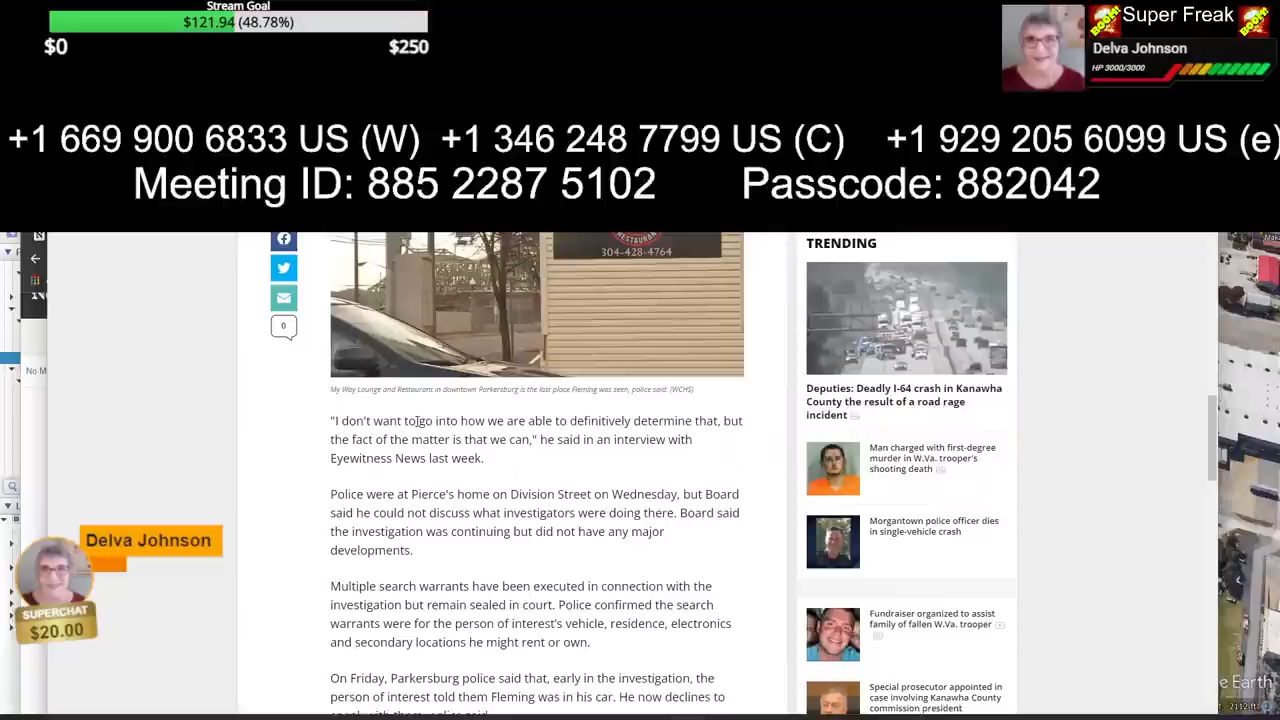 Stream Goal
$121.94 (48.78%)
$0
$250
Super Freak
Delva Johnson
HP 3000/3000
+1 669 900 6833 US (W) +1 346 248 7799 US (C) +1 929 205 6099 US (e)
Meeting ID: 885 2287 5102 Passcode: 882042
304-428-4764
0
My Way Lounge and Restaurant in downtown Parkersburg is the last place Fleming was seen, police said. (WCHS)
"I don't want to go into how we are able to definitively determine that, but
the fact of the matter is that we can," he said in an interview with
Eyewitness News last week.
Police were at Pierce's home on Division Street on Wednesday, but Board
said he could not discuss what investigators were doing there. Board said
the investigation was continuing but did not have any major
developments.
Multiple search warrants have been executed in connection with the
investigation but remain sealed in court. Police confirmed the search
warrants were for the person of interest's vehicle, residence, electronics
and secondary locations he might rent or own.
On Friday, Parkersburg police said that, early in the investigation, the
person of interest told them Fleming was in his car. He now declines to
TRENDING
Deputies: Deadly I-64 crash in Kanawha
County the result of a road rage
incident
Man charged with first-degree
murder in W.Va. trooper's
shooting death
Morgantown police officer dies
in single-vehicle crash
Fundraiser organized to assist
family of fallen W.Va. trooper
Special prosecutor appointed in
case involving Kanawha County
commission president
No M
Delva Johnson
SUPERCHAT
$20.00
Earth
2112 ft